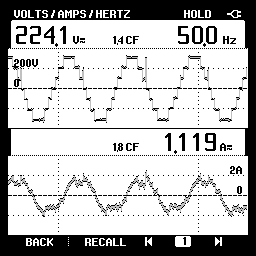 VOLTS/AMPS/HERTZ HOLD
224.1 V≂ 1.4 CF 50.0 Hz
200V
0
1.8 CF 1.119 A≂
2A
0
BACK RECALL 1